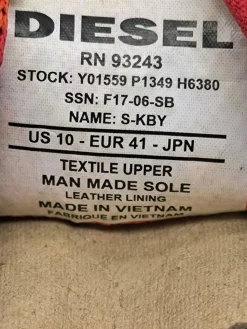 DIESEL
RN 93243
STOCK: Y01559 P1349 H6380
SSN: F17-06-SB
NAME: S-KBY
US 10 - EUR 41 - JPN
TEXTILE UPPER
MAN MADE SOLE
LEATHER LINING
MADE IN VIETNAM
FABRIQUE EN VIETNAM